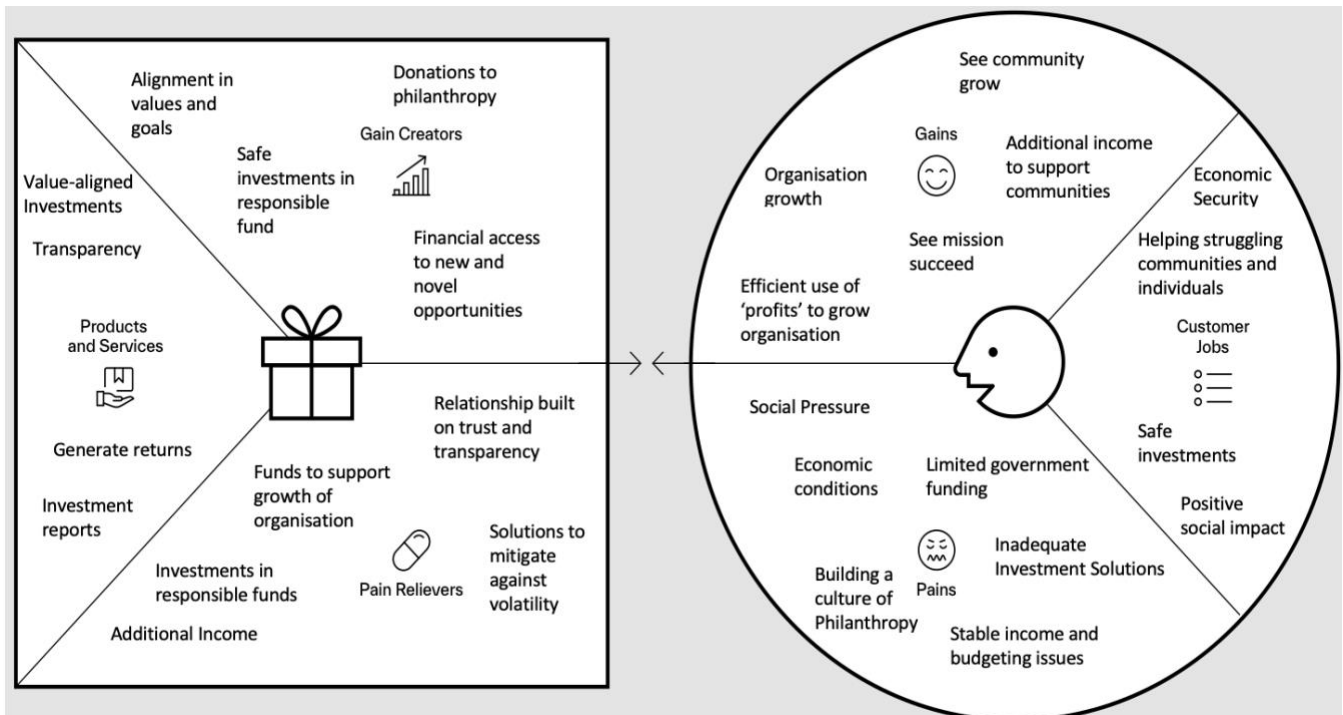 Alignment in
values and
goals
Donations to
philanthropy
Gain Creators
Safe
investments in
responsible
fund
Value-aligned
Investments
Transparency
Financial access
to new and
novel
opportunities
Products
and Services
Generate returns
Investment
reports
Relationship built
on trust and
transparency
Funds to support
growth of
organisation
Solutions to
mitigate
against
volatility
Pain Relievers
Investments in
responsible funds
Additional Income
See community
grow
Gains
Additional income
to support
communities
Organisation
growth
See mission
succeed
Efficient use of
‘profits’ to grow
organisation
Economic
Security
Helping struggling
communities and
individuals
Customer
Jobs
Safe
investments
Positive
social impact
Social Pressure
Economic
conditions
Limited government
funding
Inadequate
Investment Solutions
Building a
culture of
Philanthropy
Pains
Stable income and
budgeting issues